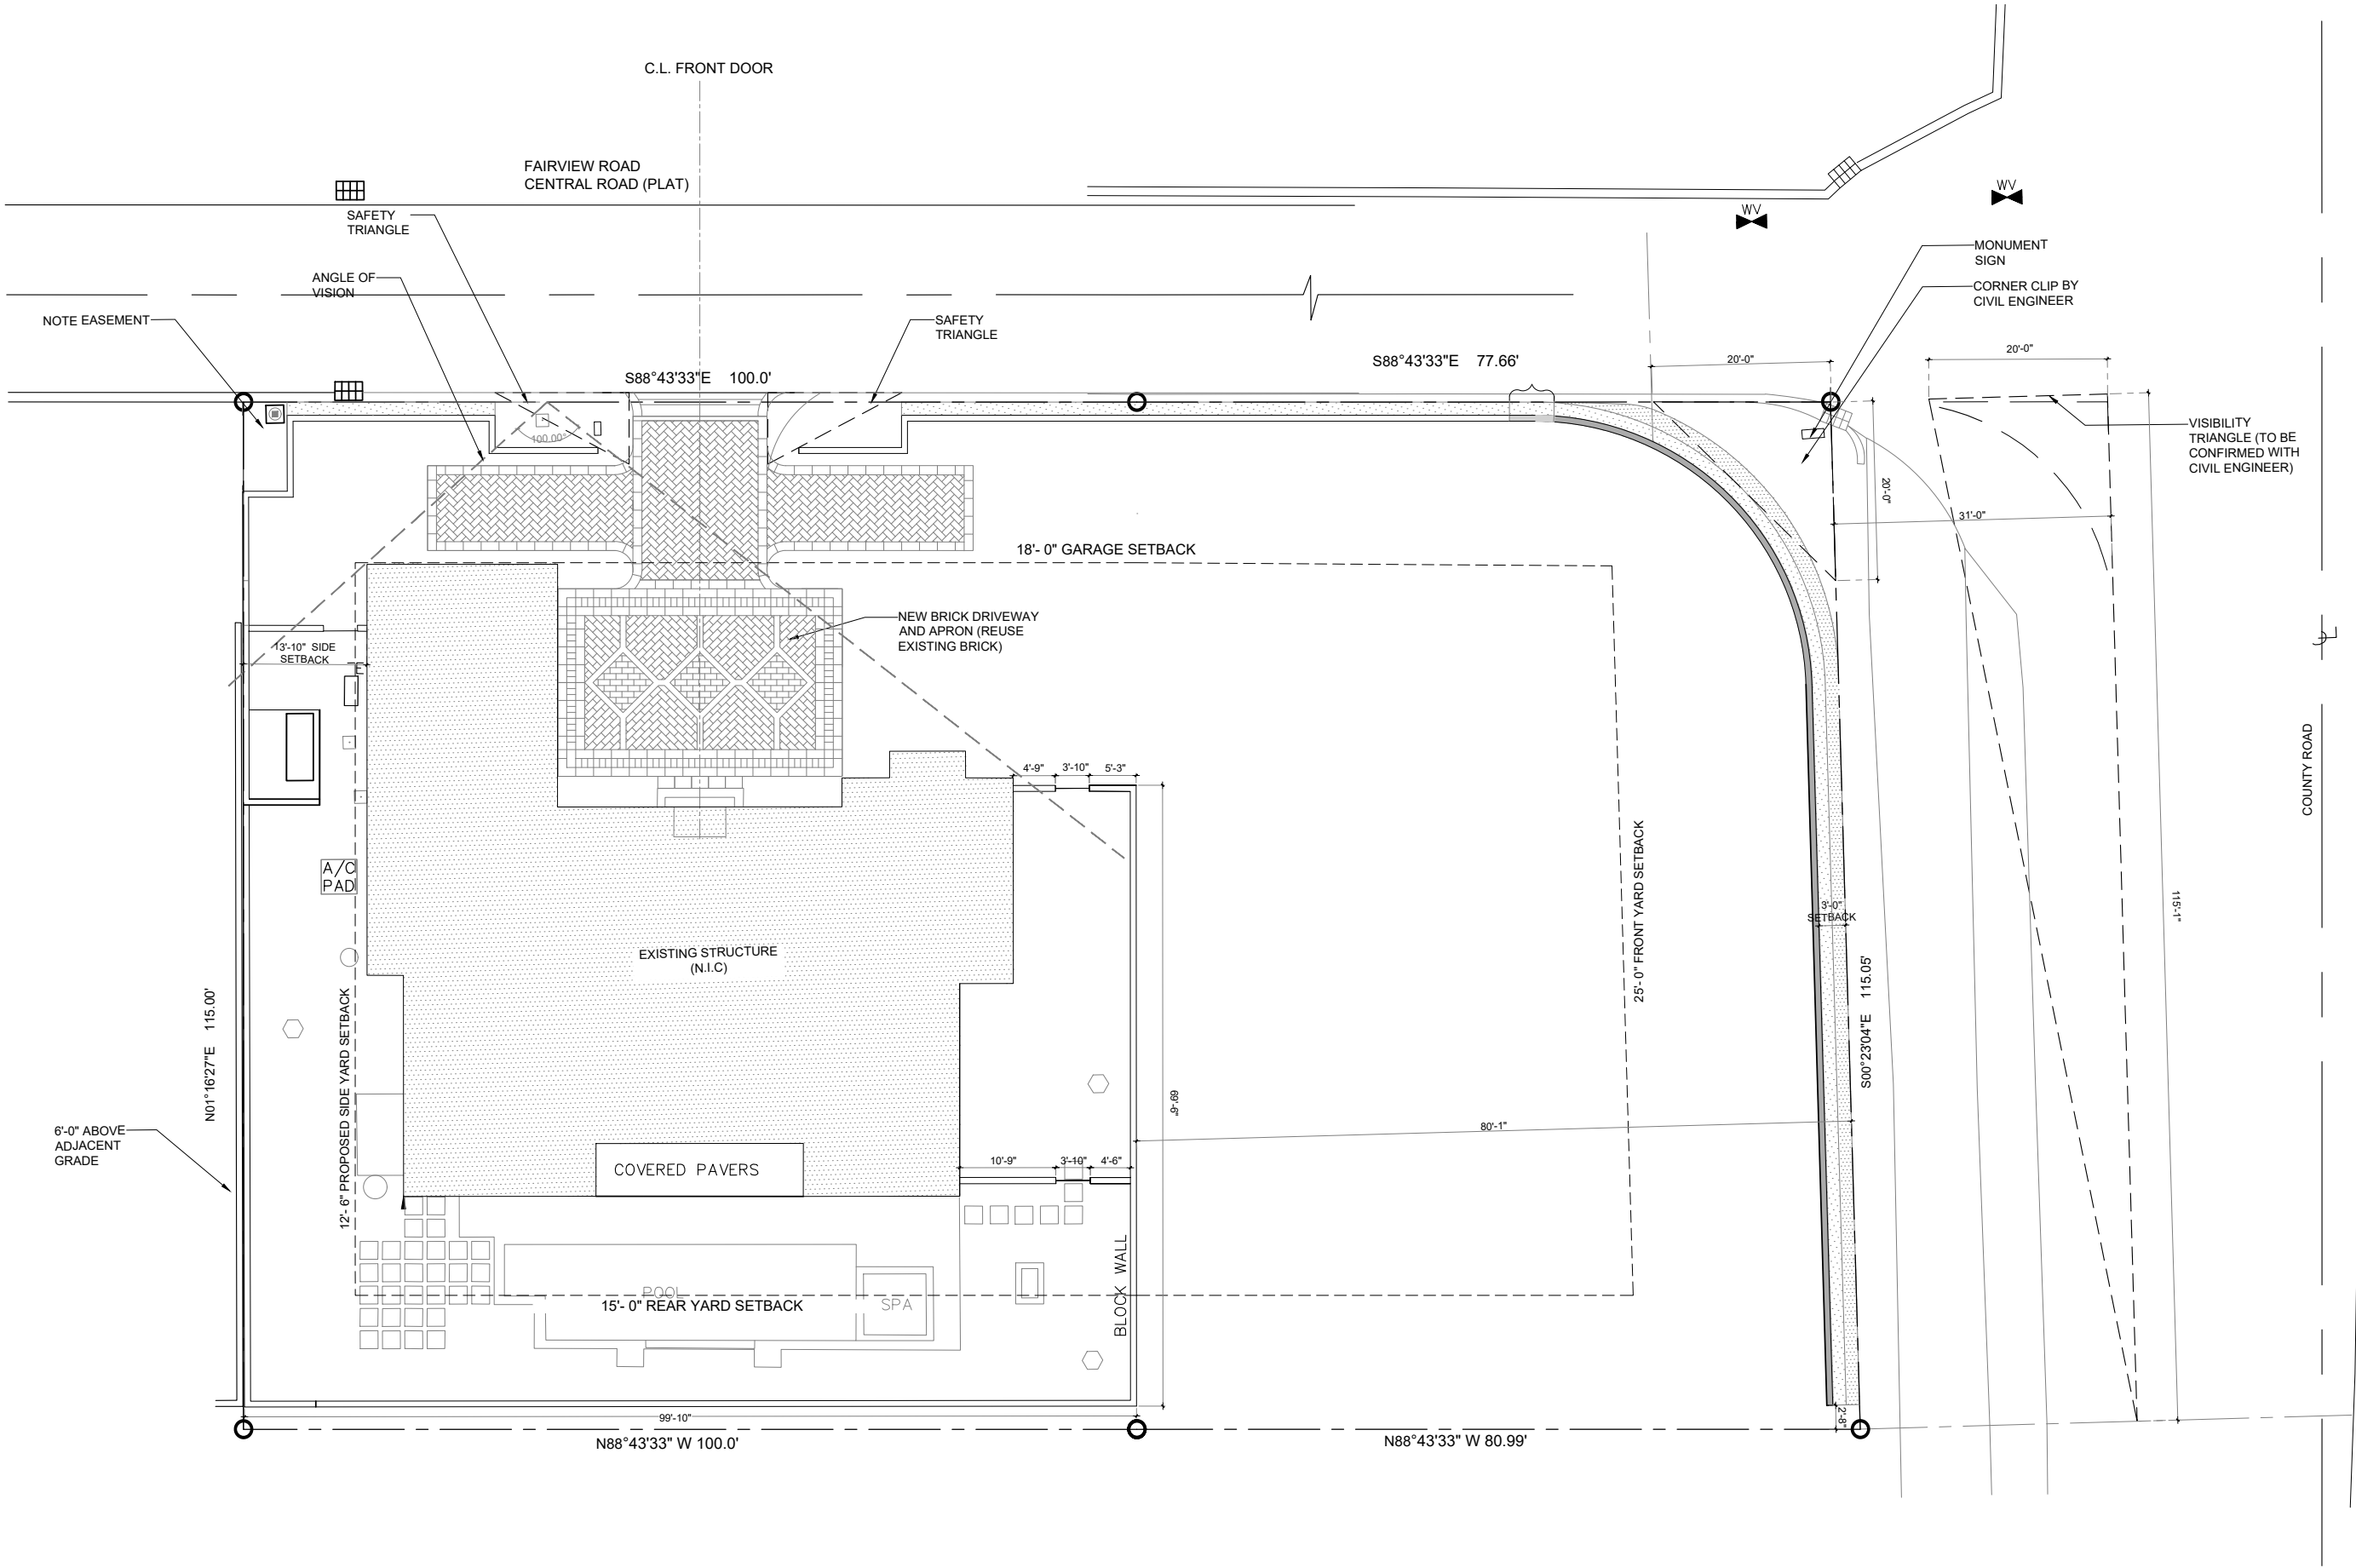 C.L. FRONT DOOR
FAIRVIEW ROAD
CENTRAL ROAD (PLAT)
WV
WV
SAFETY
TRIANGLE
MONUMENT
SIGN
ANGLE OF
VISION
CORNER CLIP BY
CIVIL ENGINEER
NOTE EASEMENT
SAFETY
TRIANGLE
S88°43'33"E 100.0'
S88°43'33"E 77.66'
20'-0"
20'-0"
VISIBILITY
TRIANGLE (TO BE
CONFIRMED WITH
CIVIL ENGINEER)
100.00°
20'-0"
31'-0"
18'- 0" GARAGE SETBACK
NEW BRICK DRIVEWAY
AND APRON (REUSE
EXISTING BRICK)
13'-10" SIDE
SETBACK
E
COUNTY ROAD
4'-9"
3'-10"
5'-3"
A/C
PAD
25'- 0" FRONT YARD SETBACK
3'-0"
SETBACK
115'-1"
EXISTING STRUCTURE
(N.I.C)
N01°16'27"E 115.00'
12'- 6" PROPOSED SIDE YARD SETBACK
S00°23'04"E 115.05'
69'-6"
80'-1"
6'-0" ABOVE
ADJACENT
GRADE
COVERED PAVERS
10'-9"
3'-10"
4'-6"
BLOCK WALL
POOL
15'- 0" REAR YARD SETBACK
SPA
2'-8"
99'-10"
N88°43'33" W 100.0'
N88°43'33" W 80.99'